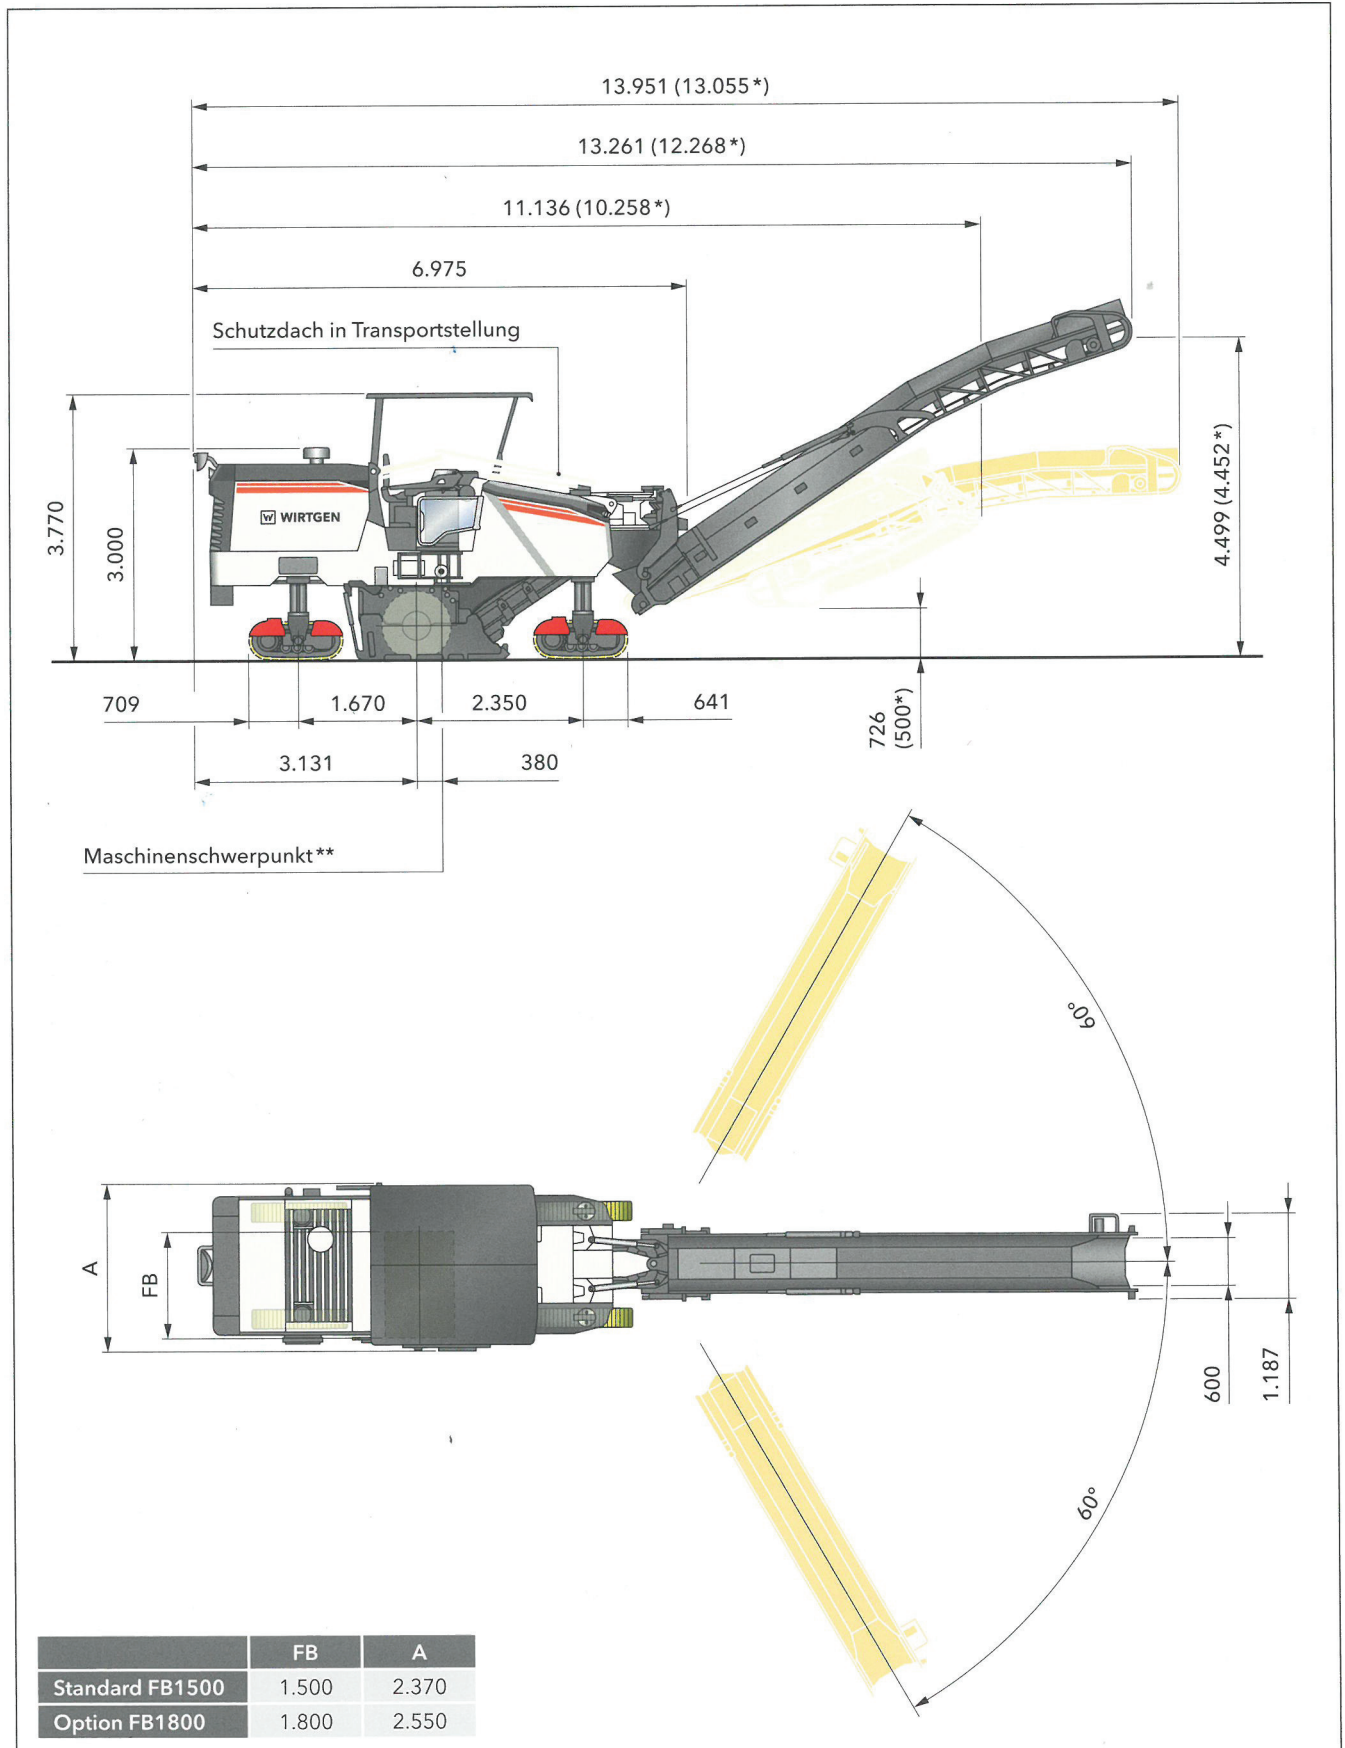 13.951 (13.055*)
13.261 (12.268*)
11.136 (10.258*)
6.975
Schutzdach in Transportstellung
3.770
3.000
4.499 (4.452*)
W WIRTGEN
709
1.670
2.350
641
726
(500*)
3.131
380
Maschinenschwerpunkt**
60°
A
FB
600
1.187
60°
FB A
Standard FB1500 1.500 2.370
Option FB1800 1.800 2.550